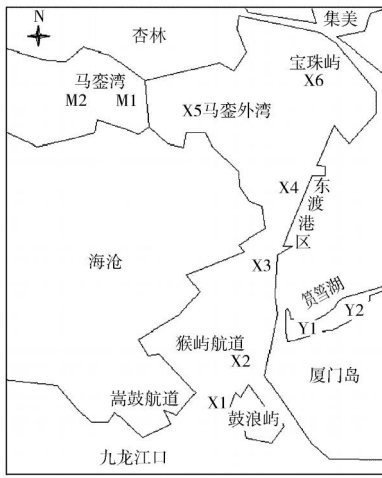 N
集美
杏林
宝珠屿
X6
马銮湾
M2 M1
X5马銮外湾
X4
东渡港区
海沧
X3
筼筜湖
Y1 Y2
猴屿航道
X2
厦门岛
嵩鼓航道
X1
鼓浪屿
九龙江口